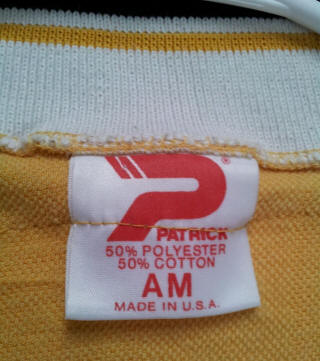 ®
PATRICK
50% POLYESTER
50% COTTON
AM
MADE IN U.S.A.